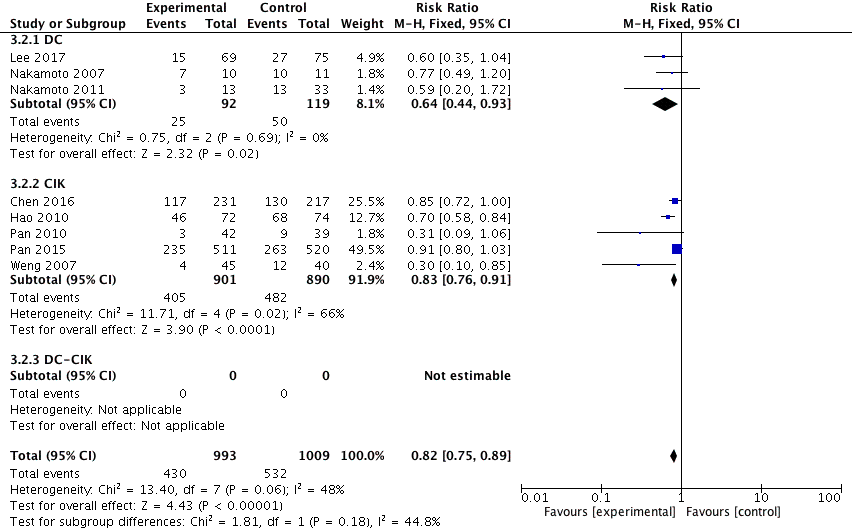 Experimental Control Risk Ratio Risk Ratio
Study or Subgroup Events Total Events Total Weight M-H, Fixed, 95% CI M-H, Fixed, 95% CI
3.2.1 DC
Lee 2017 15 69 27 75 4.9% 0.60 [0.35, 1.04]
Nakamoto 2007 7 10 10 11 1.8% 0.77 [0.49, 1.20]
Nakamoto 2011 3 13 13 33 1.4% 0.59 [0.20, 1.72]
Subtotal (95% CI) 92 119 8.1% 0.64 [0.44, 0.93]
Total events 25 50
Heterogeneity: Chi² = 0.75, df = 2 (P = 0.69); I² = 0%
Test for overall effect: Z = 2.32 (P = 0.02)
3.2.2 CIK
Chen 2016 117 231 130 217 25.5% 0.85 [0.72, 1.00]
Hao 2010 46 72 68 74 12.7% 0.70 [0.58, 0.84]
Pan 2010 3 42 9 39 1.8% 0.31 [0.09, 1.06]
Pan 2015 235 511 263 520 49.5% 0.91 [0.80, 1.03]
Weng 2007 4 45 12 40 2.4% 0.30 [0.10, 0.85]
Subtotal (95% CI) 901 890 91.9% 0.83 [0.76, 0.91]
Total events 405 482
Heterogeneity: Chi² = 11.71, df = 4 (P = 0.02); I² = 66%
Test for overall effect: Z = 3.90 (P < 0.0001)
3.2.3 DC-CIK
Subtotal (95% CI) 0 0 Not estimable
Total events 0 0
Heterogeneity: Not applicable
Test for overall effect: Not applicable
Total (95% CI) 993 1009 100.0% 0.82 [0.75, 0.89]
Total events 430 532
Heterogeneity: Chi² = 13.40, df = 7 (P = 0.06); I² = 48%
Test for overall effect: Z = 4.43 (P < 0.00001)
Test for subgroup differences: Chi² = 1.81, df = 1 (P = 0.18), I² = 44.8%
0.01 0.1 1 10 100
Favours [experimental] Favours [control]